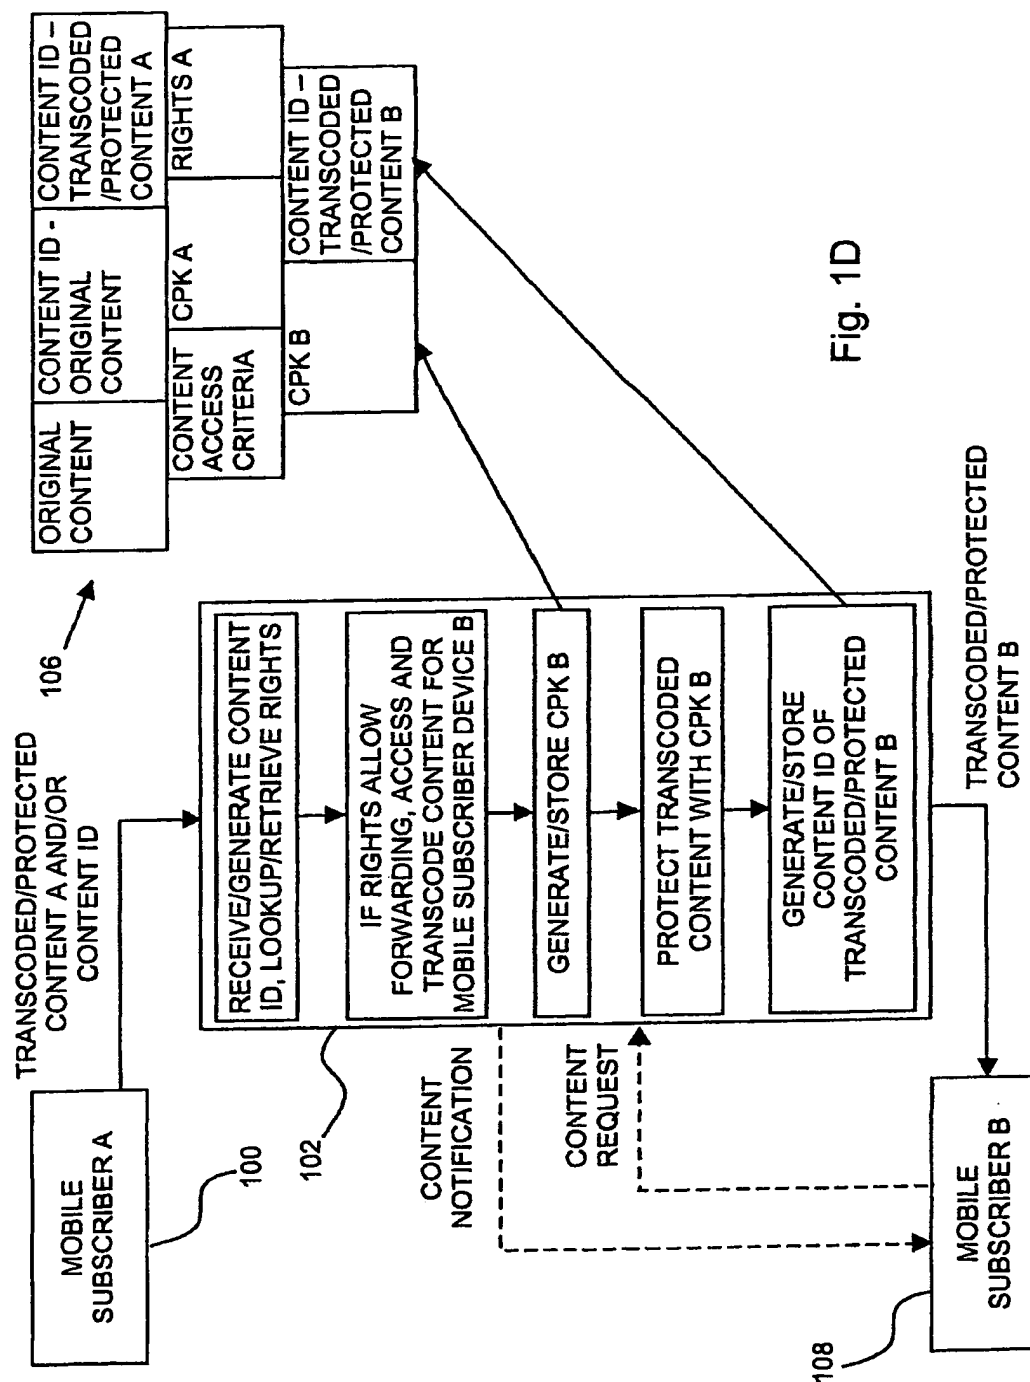 MOBILE
SUBSCRIBER A
100
TRANSCODED/PROTECTED
CONTENT A AND/OR
CONTENT ID
106
ORIGINAL
CONTENT
CONTENT ID -
ORIGINAL
CONTENT
CONTENT ID –
TRANSCODED
/PROTECTED
CONTENT A
CONTENT
ACCESS
CRITERIA
CPK A
RIGHTS A
CPK B
CONTENT ID –
TRANSCODED
/PROTECTED
CONTENT B
102
RECEIVE/GENERATE CONTENT
ID, LOOKUP/RETRIEVE RIGHTS
IF RIGHTS ALLOW
FORWARDING, ACCESS AND
TRANSCODE CONTENT FOR
MOBILE SUBSCRIBER DEVICE B
GENERATE/STORE CPK B
PROTECT TRANSCODED
CONTENT WITH CPK B
GENERATE/STORE
CONTENT ID OF
TRANSCODED/PROTECTED
CONTENT B
CONTENT
NOTIFICATION
CONTENT
REQUEST
MOBILE
SUBSCRIBER B
108
TRANSCODED/PROTECTED
CONTENT B
Fig. 1D